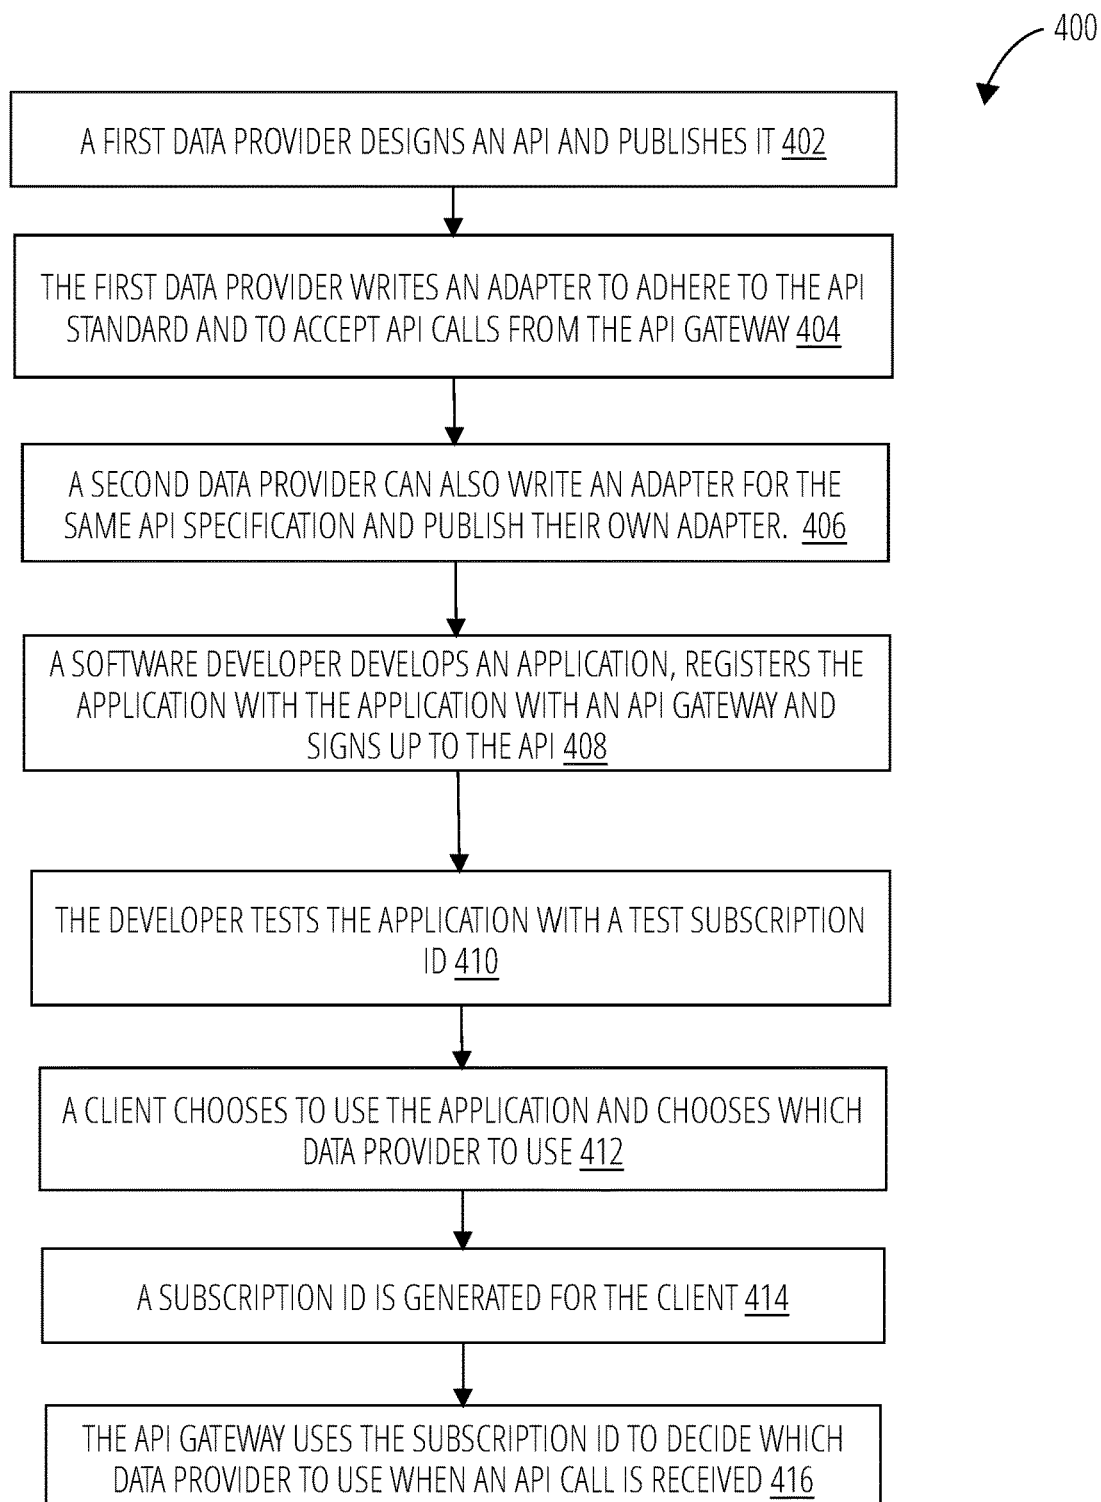 400
A FIRST DATA PROVIDER DESIGNS AN API AND PUBLISHES IT 402
THE FIRST DATA PROVIDER WRITES AN ADAPTER TO ADHERE TO THE API
STANDARD AND TO ACCEPT API CALLS FROM THE API GATEWAY 404
A SECOND DATA PROVIDER CAN ALSO WRITE AN ADAPTER FOR THE
SAME API SPECIFICATION AND PUBLISH THEIR OWN ADAPTER. 406
A SOFTWARE DEVELOPER DEVELOPS AN APPLICATION, REGISTERS THE
APPLICATION WITH THE APPLICATION WITH AN API GATEWAY AND
SIGNS UP TO THE API 408
THE DEVELOPER TESTS THE APPLICATION WITH A TEST SUBSCRIPTION
ID 410
A CLIENT CHOOSES TO USE THE APPLICATION AND CHOOSES WHICH
DATA PROVIDER TO USE 412
A SUBSCRIPTION ID IS GENERATED FOR THE CLIENT 414
THE API GATEWAY USES THE SUBSCRIPTION ID TO DECIDE WHICH
DATA PROVIDER TO USE WHEN AN API CALL IS RECEIVED 416